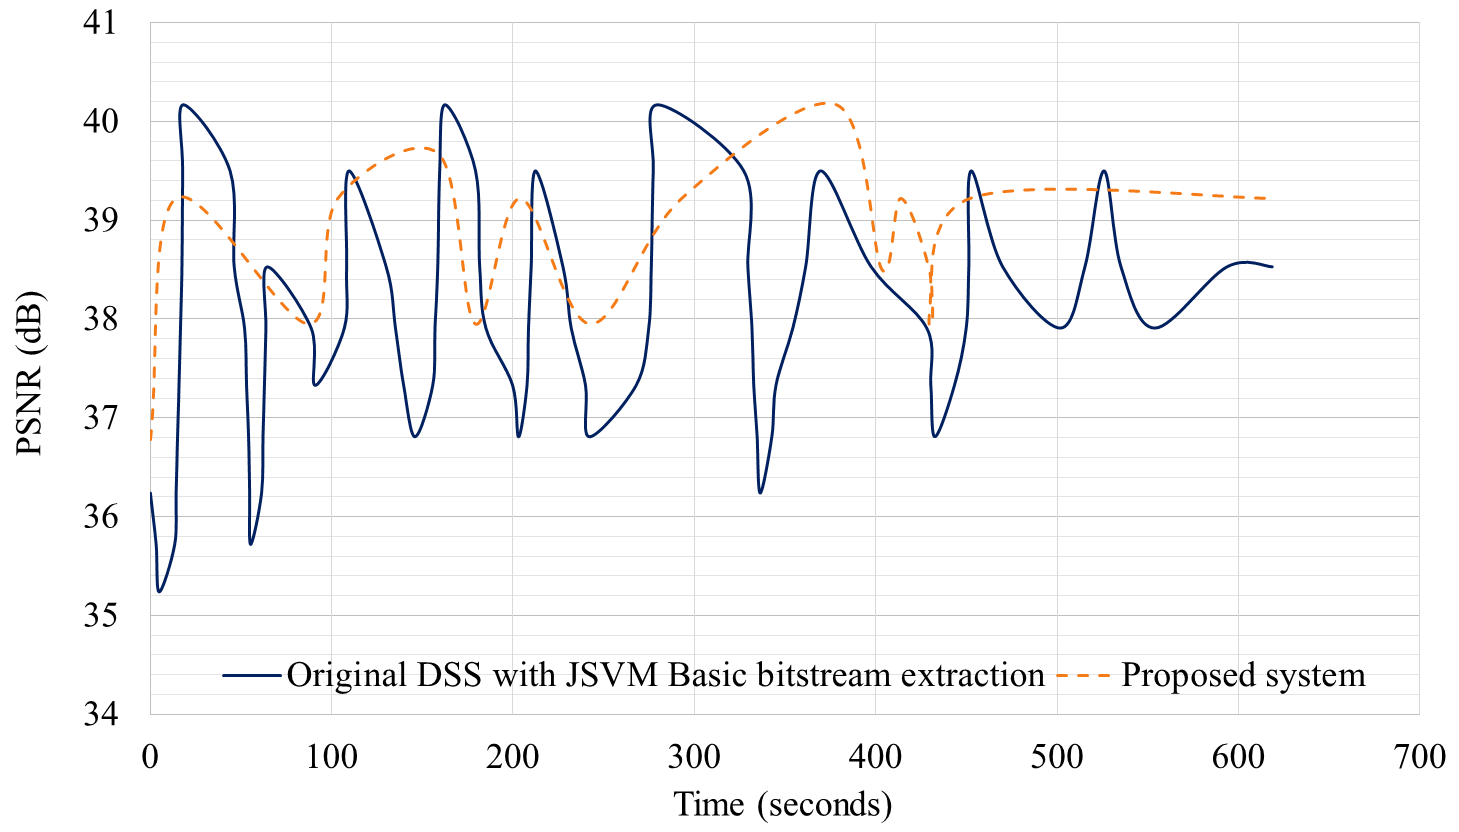 41
40
39
38
37
36
35
34
PSNR (dB)
Original DSS with JSVM Basic bitstream extraction
Proposed system
0 100 200 300 400 500 600 700
Time (seconds)